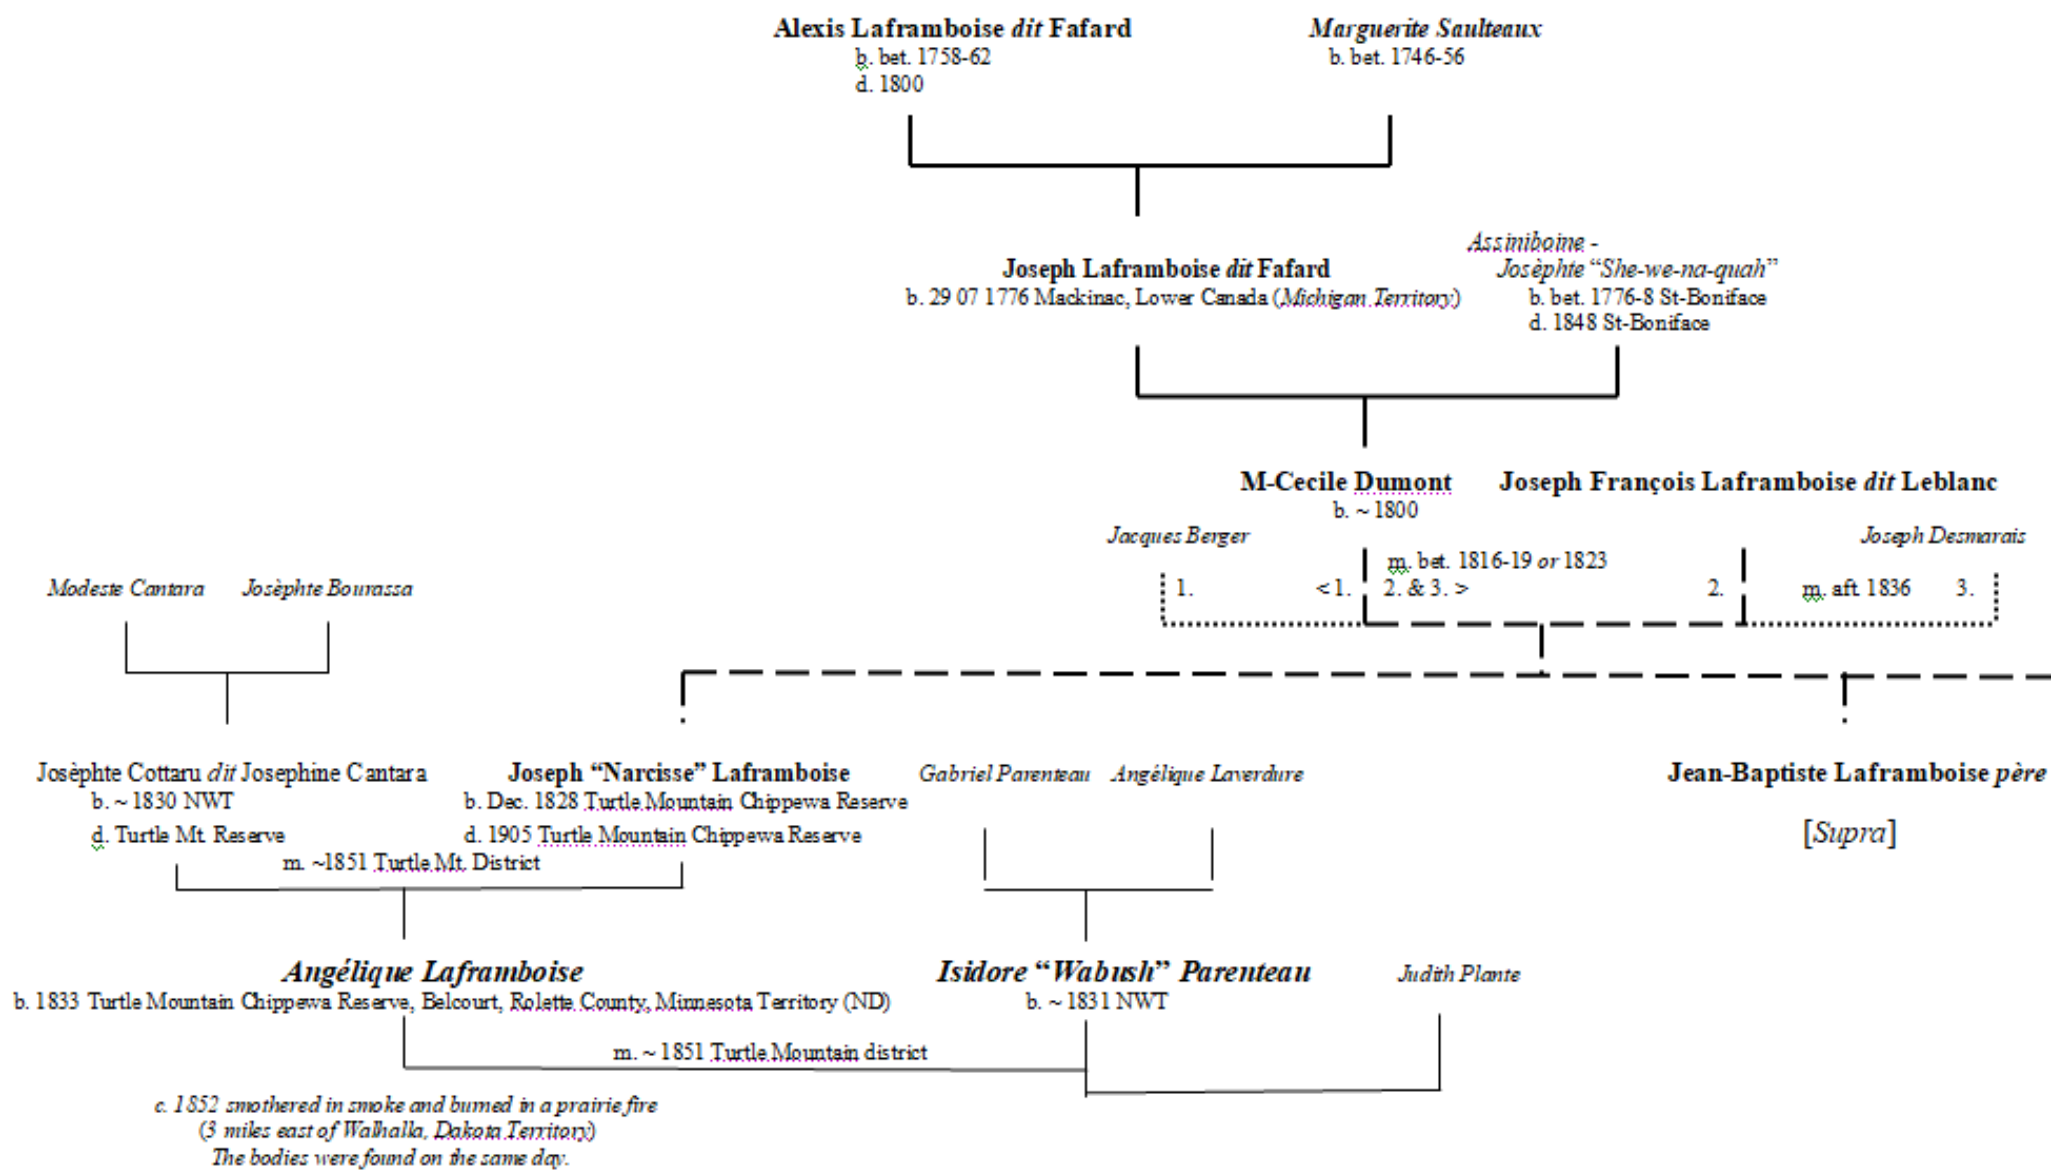 Alexis Laframboise dit Fafard
b. bet. 1758-62
d. 1800
Marguerite Saulteaux
b. bet. 1746-56
Joseph Laframboise dit Fafard
b. 29 07 1776 Mackinac, Lower Canada (Michigan Territory)
Assiniboine -
Josèphte “She-we-na-quah”
b. bet. 1776-8 St-Boniface
d. 1848 St-Boniface
M-Cecile Dumont
b. ~ 1800
Joseph François Laframboise dit Leblanc
Jacques Berger
Joseph Desmarais
m. bet. 1816-19 or 1823
1.
< 1.
2. & 3. >
2.
m. aft. 1836
3.
Modeste Cantara
Josèphte Bourassa
Josèphte Cottaru dit Josephine Cantara
b. ~ 1830 NWT
d. Turtle Mt. Reserve
Joseph “Narcisse” Laframboise
b. Dec. 1828 Turtle Mountain Chippewa Reserve
d. 1905 Turtle Mountain Chippewa Reserve
m. ~1851 Turtle Mt. District
Gabriel Parenteau
Angélique Laverdure
Jean-Baptiste Laframboise père
[Supra]
Angélique Laframboise
b. 1833 Turtle Mountain Chippewa Reserve, Belcourt, Rolette County, Minnesota Territory (ND)
Isidore “Wabush” Parenteau
b. ~ 1831 NWT
Judith Plante
m. ~ 1851 Turtle Mountain district
c. 1852 smothered in smoke and burned in a prairie fire
(3 miles east of Walhalla, Dakota Territory)
The bodies were found on the same day.